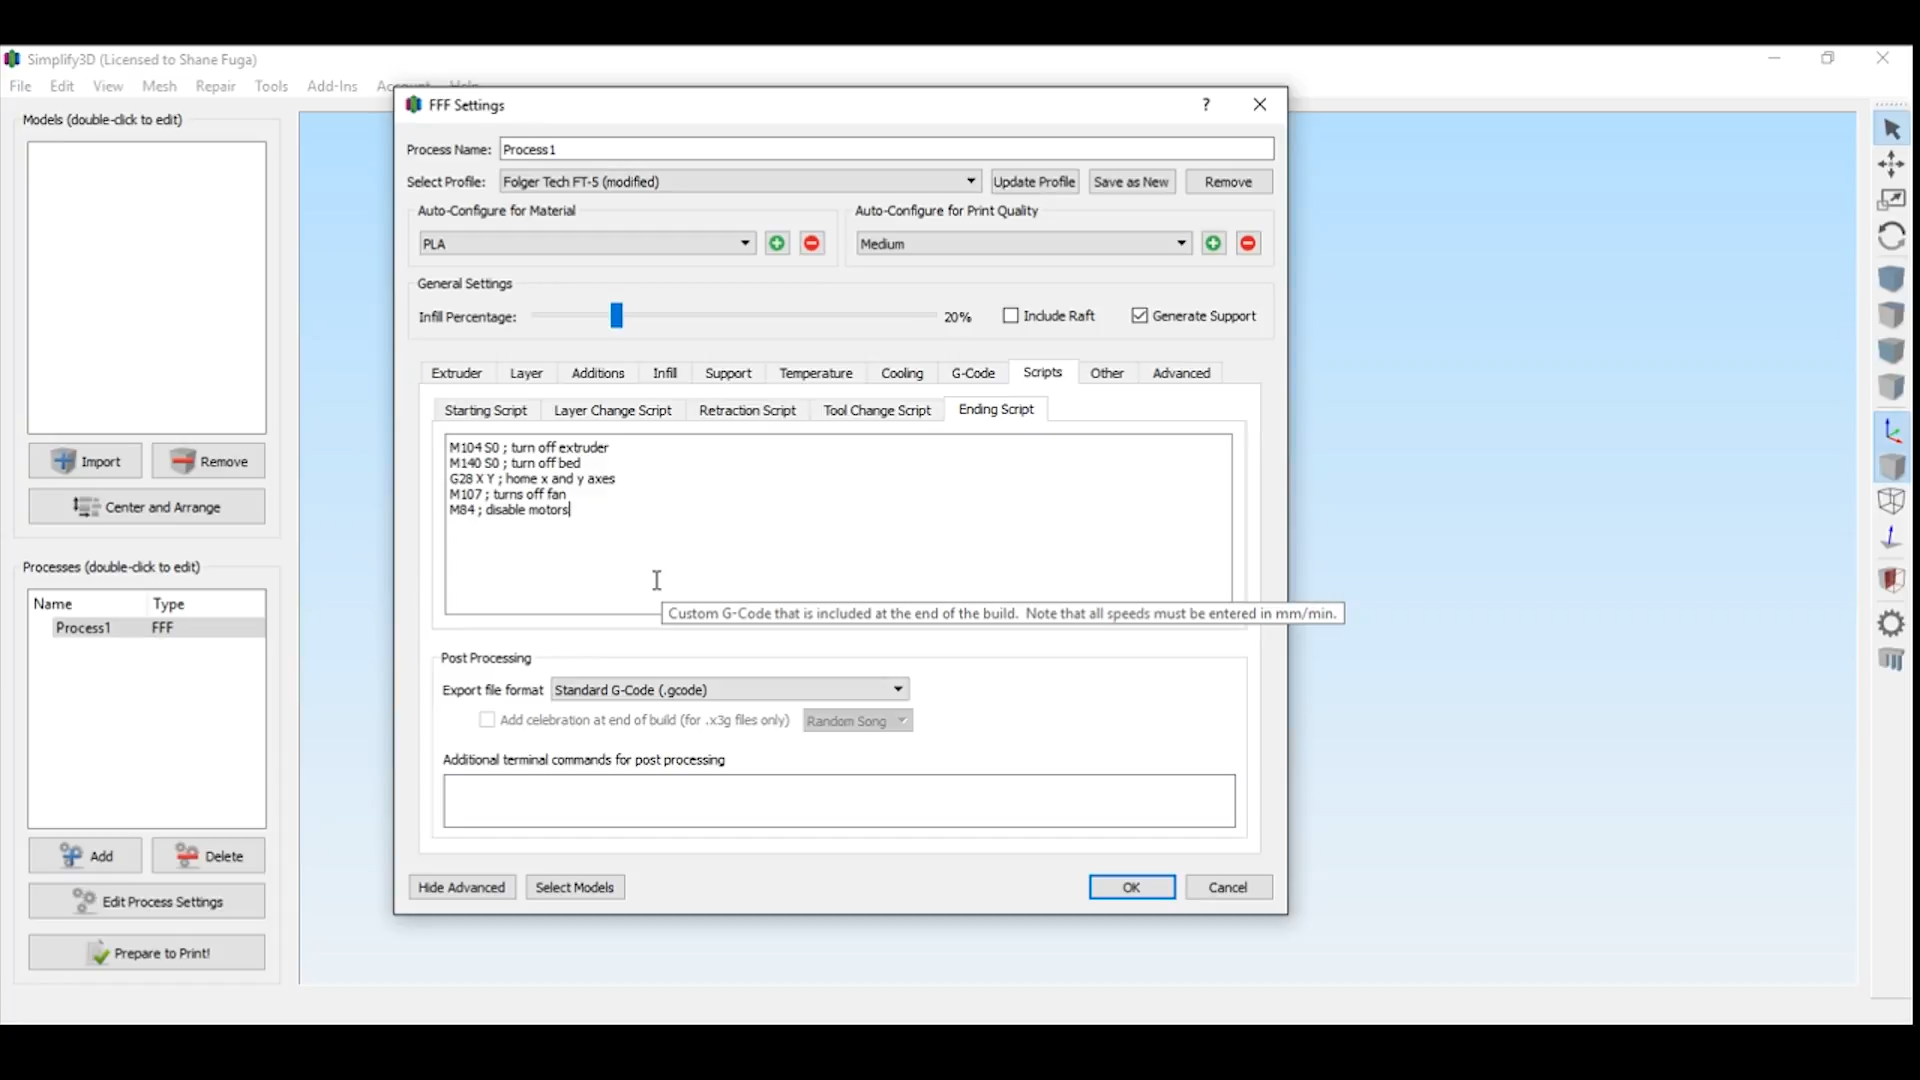 Simplify3D (Licensed to Shane Fuga)
File Edit View Mesh Repair Tools Add-Ins Account Help
Models (double-click to edit)
Import Remove
Center and Arrange
Processes (double-click to edit)
Name Type
Process1 FFF
Add Delete
Edit Process Settings
Prepare to Print!
FFF Settings ?
Process Name: Process1
Select Profile: Folger Tech FT-5 (modified) Update Profile Save as New Remove
Auto-Configure for Material Auto-Configure for Print Quality
PLA Medium
General Settings
Infill Percentage: 20% Include Raft Generate Support
Extruder Layer Additions Infill Support Temperature Cooling G-Code Scripts Other Advanced
Starting Script Layer Change Script Retraction Script Tool Change Script Ending Script
M104 S0 ; turn off extruder
M140 S0 ; turn off bed
G28 X Y ; home x and y axes
M107 ; turns off fan
M84 ; disable motors
Custom G-Code that is included at the end of the build. Note that all speeds must be entered in mm/min.
Post Processing
Export file format Standard G-Code (.gcode)
Add celebration at end of build (for .x3g files only) Random Song
Additional terminal commands for post processing
Hide Advanced Select Models OK Cancel